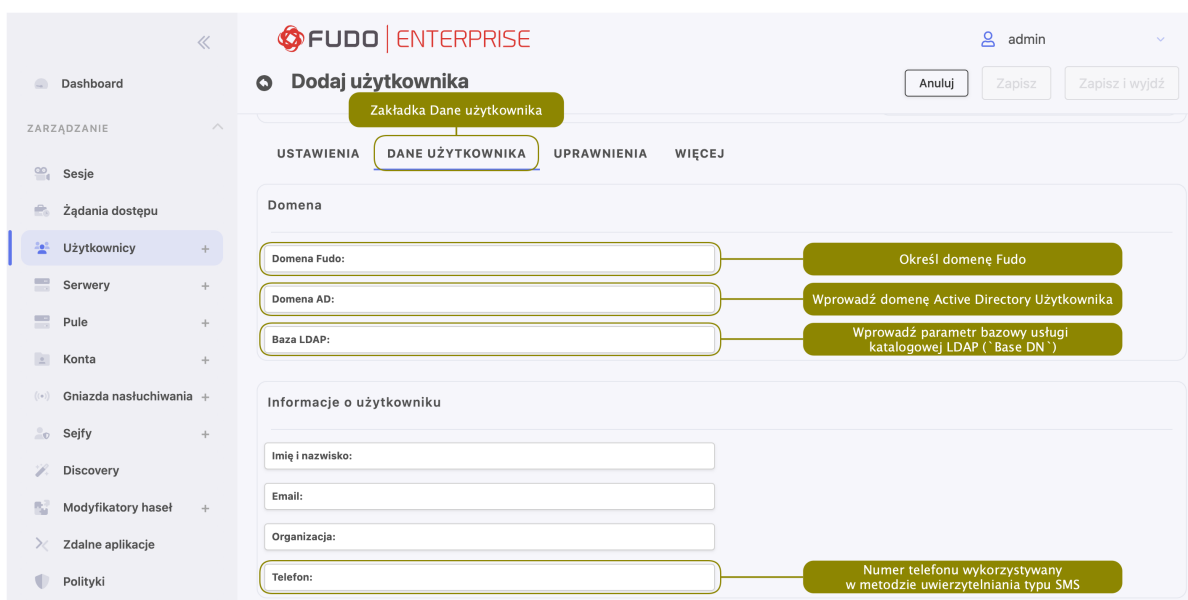 FUDO ENTERPRISE
admin
Dodaj użytkownika
Anuluj
Zapisz
Zapisz i wyjdź
Zakładka Dane użytkownika
Dashboard
ZARZĄDZANIE
Sesje
Żądania dostępu
Użytkownicy +
Serwery +
Pule +
Konta +
Gniazda nasłuchiwania +
Sejfy +
Discovery
Modyfikatory haseł +
Zdalne aplikacje
Polityki
USTAWIENIA DANE UŻYTKOWNIKA UPRAWNIENIA WIĘCEJ
Domena
Domena Fudo:
Określ domenę Fudo
Domena AD:
Wprowadź domenę Active Directory Użytkownika
Baza LDAP:
Wprowadź parametr bazowy usługi
katalogowej LDAP (`Base DN`)
Informacje o użytkowniku
Imię i nazwisko:
Email:
Organizacja:
Telefon:
Numer telefonu wykorzystywany
w metodzie uwierzytelniania typu SMS